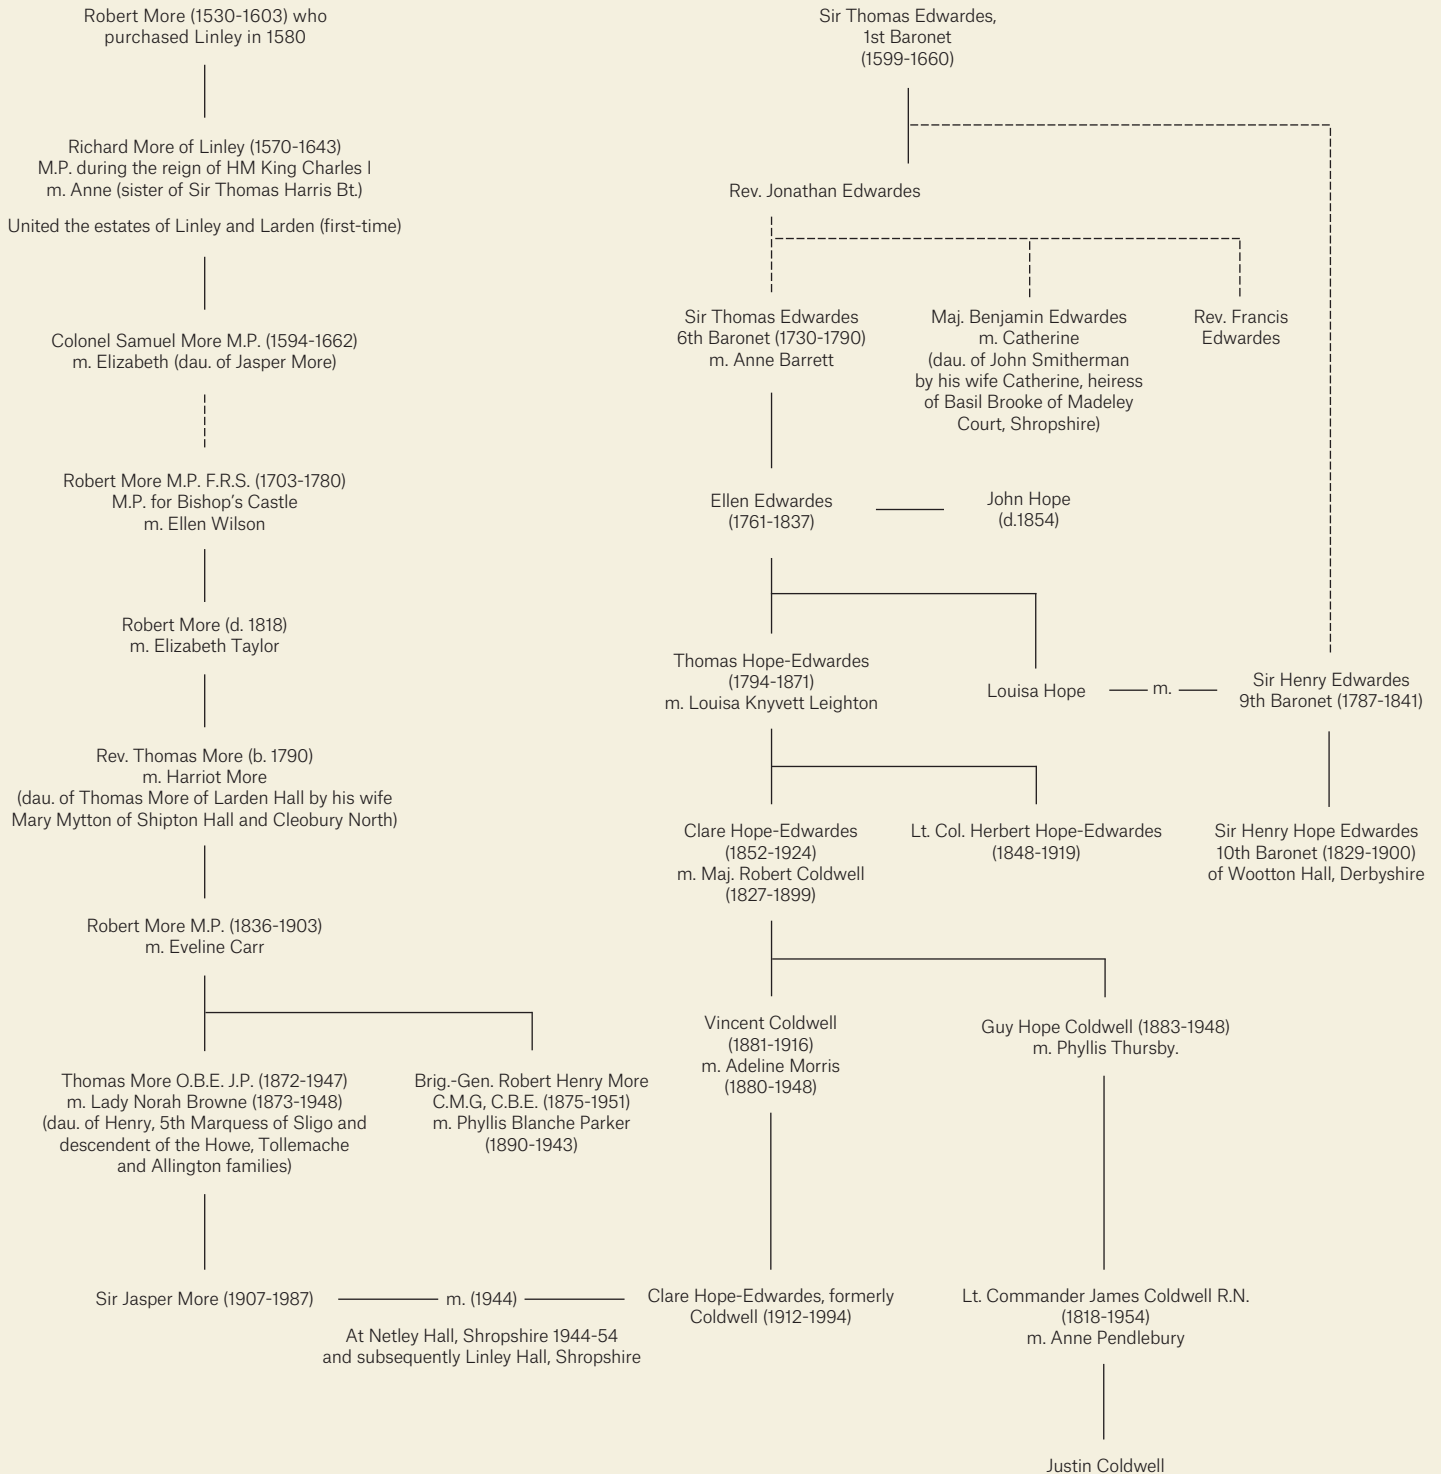 Robert More (1530-1603) who
purchased Linley in 1580
Richard More of Linley (1570-1643)
M.P. during the reign of HM King Charles I
m. Anne (sister of Sir Thomas Harris Bt.)
United the estates of Linley and Larden (first-time)
Colonel Samuel More M.P. (1594-1662)
m. Elizabeth (dau. of Jasper More)
Robert More M.P. F.R.S. (1703-1780)
M.P. for Bishop's Castle
m. Ellen Wilson
Robert More (d. 1818)
m. Elizabeth Taylor
Rev. Thomas More (b. 1790)
m. Harriot More
(dau. of Thomas More of Larden Hall by his wife
Mary Mytton of Shipton Hall and Cleobury North)
Robert More M.P. (1836-1903)
m. Eveline Carr
Thomas More O.B.E. J.P. (1872-1947)
m. Lady Norah Browne (1873-1948)
(dau. of Henry, 5th Marquess of Sligo and
descendent of the Howe, Tollemache
and Allington families)
Brig.-Gen. Robert Henry More
C.M.G, C.B.E. (1875-1951)
m. Phyllis Blanche Parker
(1890-1943)
Sir Jasper More (1907-1987)
m. (1944)
At Netley Hall, Shropshire 1944-54
and subsequently Linley Hall, Shropshire
Sir Thomas Edwardes,
1st Baronet
(1599-1660)
Rev. Jonathan Edwardes
Sir Thomas Edwardes
6th Baronet (1730-1790)
m. Anne Barrett
Maj. Benjamin Edwardes
m. Catherine
(dau. of John Smitherman
by his wife Catherine, heiress
of Basil Brooke of Madeley
Court, Shropshire)
Rev. Francis
Edwardes
Ellen Edwardes
(1761-1837)
John Hope
(d.1854)
Thomas Hope-Edwardes
(1794-1871)
m. Louisa Knyvett Leighton
Louisa Hope
m.
Sir Henry Edwardes
9th Baronet (1787-1841)
Clare Hope-Edwardes
(1852-1924)
m. Maj. Robert Coldwell
(1827-1899)
Lt. Col. Herbert Hope-Edwardes
(1848-1919)
Sir Henry Hope Edwardes
10th Baronet (1829-1900)
of Wootton Hall, Derbyshire
Vincent Coldwell
(1881-1916)
m. Adeline Morris
(1880-1948)
Guy Hope Coldwell (1883-1948)
m. Phyllis Thursby.
Clare Hope-Edwardes, formerly
Coldwell (1912-1994)
Lt. Commander James Coldwell R.N.
(1818-1954)
m. Anne Pendlebury
Justin Coldwell